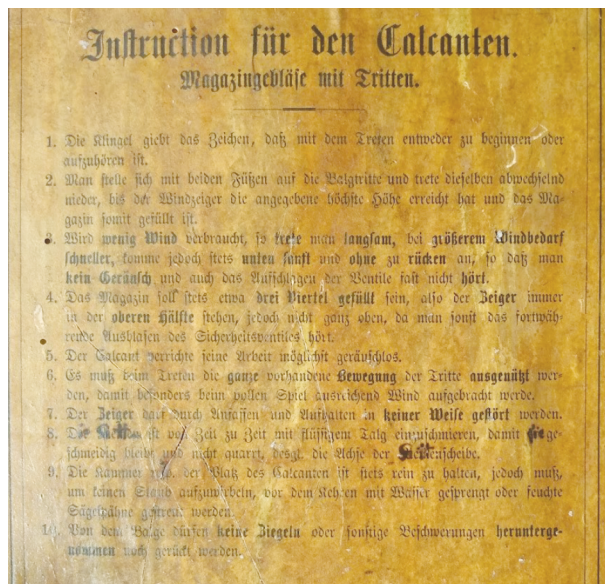 Instruction für den Calcanten.
Magazingebläse mit Tritten.
1. Die Klingel giebt das Zeichen, daß mit dem Treten entweder zu beginnen oder
aufzuhören ist.
2. Man stelle sich mit beiden Füßen auf die Balgtritte und trete dieselben abwechselnd
nieder, bis der Windzeiger die angegebene höchste Höhe erreicht hat und das Ma-
gazin somit gefüllt ist.
3. Wird wenig Wind verbraucht, so trete man langsam, bei größerem Windbedarf
schneller, komme jedoch stets unten sanft und ohne zu rücken an, so daß man
kein Geräusch und auch das Aufschlagen der Ventile fast nicht hört.
4. Das Magazin soll stets etwa drei Viertel gefüllt sein, also der Zeiger immer
in der oberen Hälfte stehen, jedoch nicht ganz oben, da man sonst das fortwäh-
rende Ausblasen des Sicherheitsventiles hört.
5. Der Calcant verrichte seine Arbeit möglichst geräuschlos.
6. Es muß beim Treten die ganze vorhandene Bewegung der Tritte ausgenützt wer-
den, damit besonders beim vollen Spiel ausreichend Wind aufgebracht werde.
7. Der Zeiger darf durch Anfassen und Aufhalten in keiner Weise gestört werden.
8. Der ist von Zeit zu Zeit mit flüssigem Talg einzuschmieren, damit ge-
schmeidig bleibt und nicht quarrt, desgl. die Achse der
9. Die Kammer resp. der Platz des Calcanten ist stets rein zu halten, jedoch muß,
um keinen Staub aufzuwirbeln, vor dem Kehren mit Wasser gesprengt oder feuchte
Sägespähne gestreut werden.
10. Von dem Balge dürfen keine Ziegeln oder sonstige Beschwerungen herunterge-
nommen noch gerückt werden.